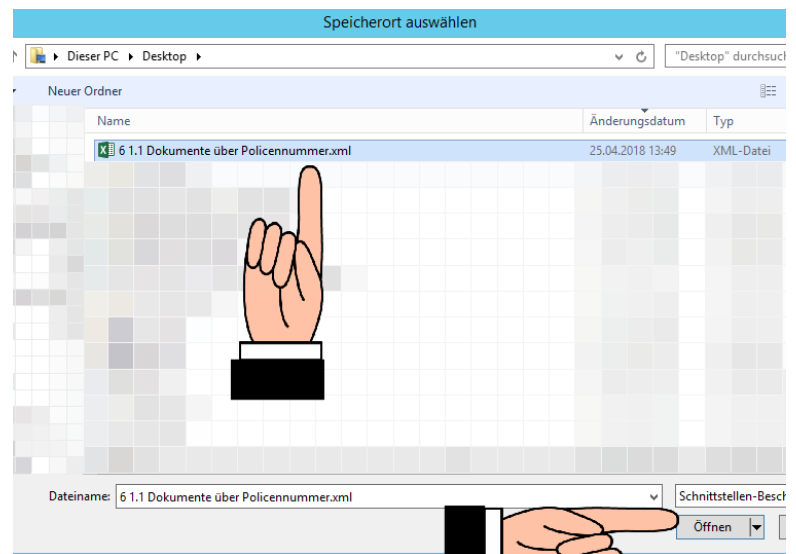 Speicherort auswählen
Dieser PC Desktop "Desktop" durchsuch
Neuer Ordner
Name Änderungsdatum Typ
6 1.1 Dokumente über Policennummer.xml 25.04.2018 13:49 XML-Datei
Dateiname: 6 1.1 Dokumente über Policennummer.xml Schnittstellen-Besch
Öffnen